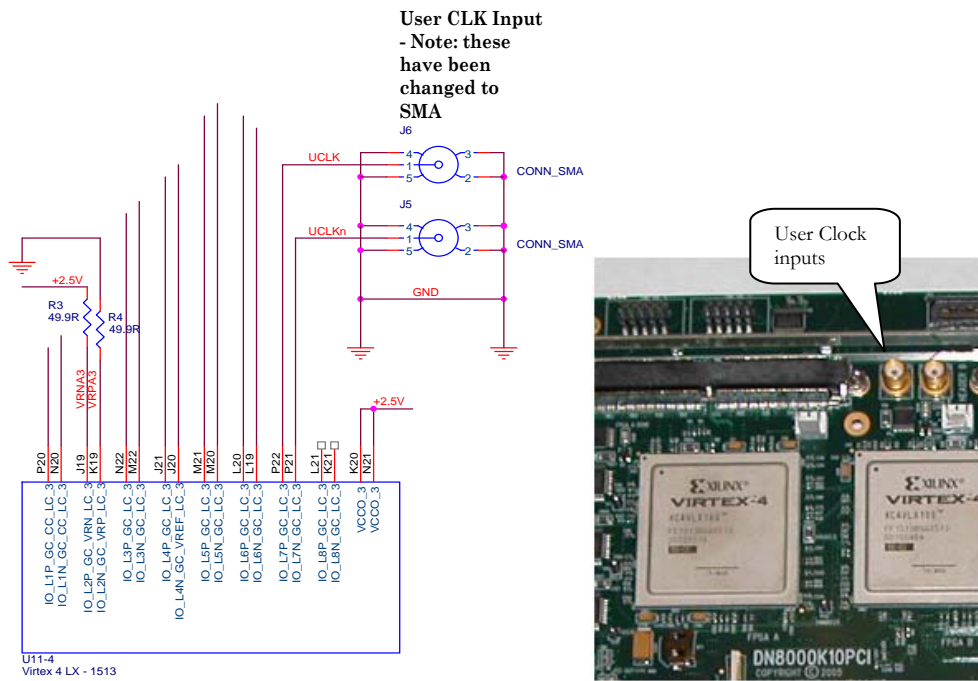 User CLK Input
- Note: these
have been
changed to
SMA
J6
UCLK
4
1
5
3
2
CONN_SMA
J5
UCLKn
4
1
5
3
2
CONN_SMA
GND
+2.5V
R3
49.9R
R4
49.9R
VRNA3
VRPA3
+2.5V
P20
N20
J19
K19
N22
M22
J21
J20
M21
M20
L20
L19
P22
P21
L21
K21
K20
N21
IO_L1P_GC_CC_LC_3
IO_L1N_GC_CC_LC_3
IO_L2P_GC_VRN_LC_3
IO_L2N_GC_VRP_LC_3
IO_L3P_GC_LC_3
IO_L3N_GC_LC_3
IO_L4P_GC_LC_3
IO_L4N_GC_VREF_LC_3
IO_L5P_GC_LC_3
IO_L5N_GC_LC_3
IO_L6P_GC_LC_3
IO_L6N_GC_LC_3
IO_L7P_GC_LC_3
IO_L7N_GC_LC_3
IO_L8P_GC_LC_3
IO_L8N_GC_LC_3
VCCO_3
VCCO_3
U11-4
Virtex 4 LX - 1513
User Clock
inputs
XILINX
VIRTEX-4
XILINX
VIRTEX-4
FPGA A
FPGA B
DN8000K10PCI
COPYRIGHT © 2005